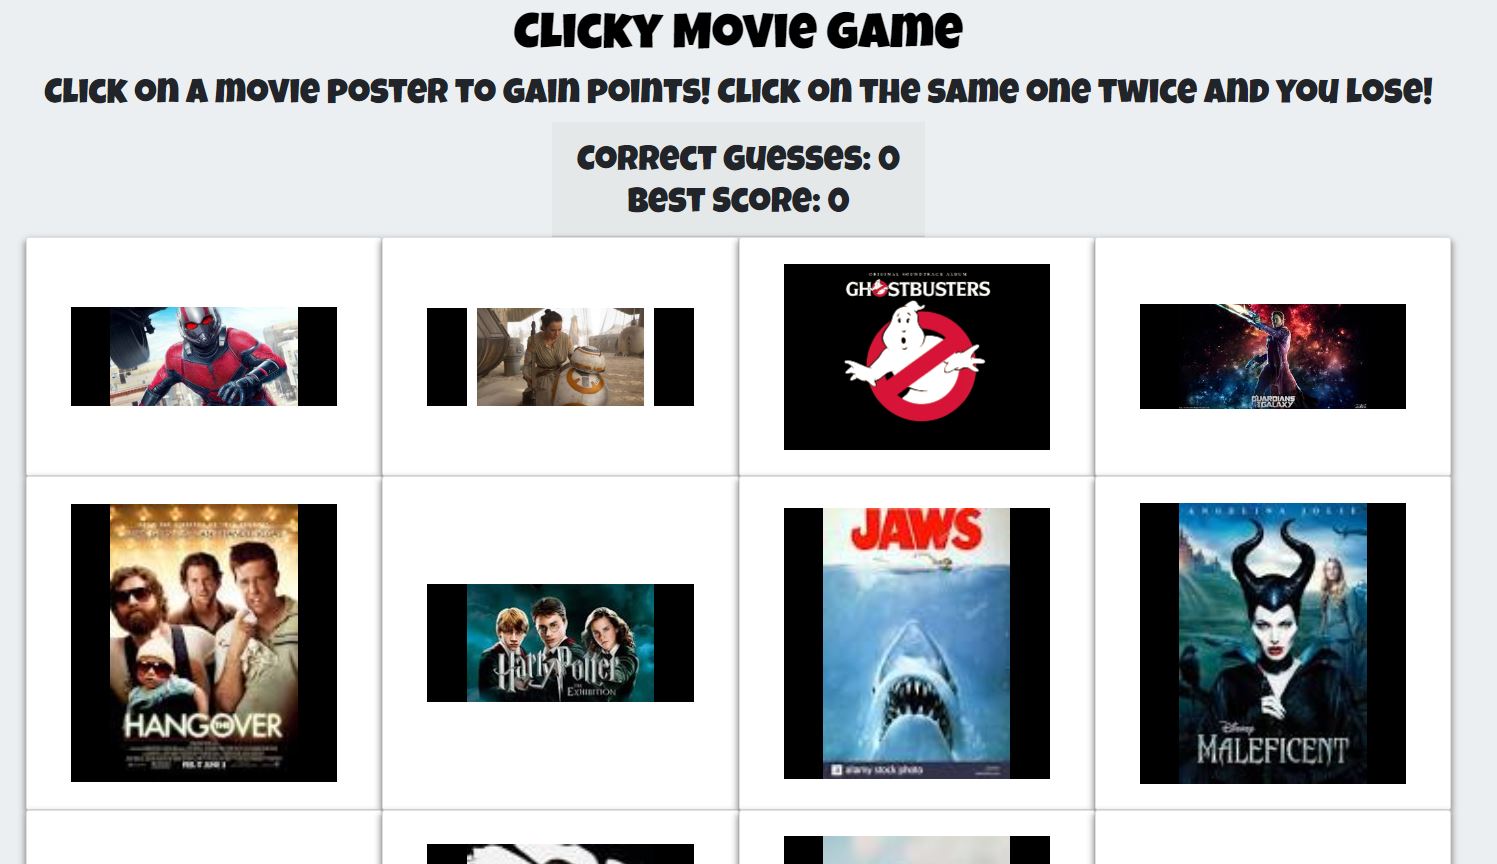 Clicky Movie Game
Click on a movie poster to gain points! Click on the same one twice and you lose!
Correct Guesses: 0
Best Score: 0
ORIGINAL SOUNDTRACK ALBUM
GHOSTBUSTERS
GUARDIANS
OF THE
GALAXY
THE
HANGOVER
Harry Potter
THE
EXHIBITION
JAWS
a alamy stock photo
ANGELINA JOLIE
Disney
MALEFICENT